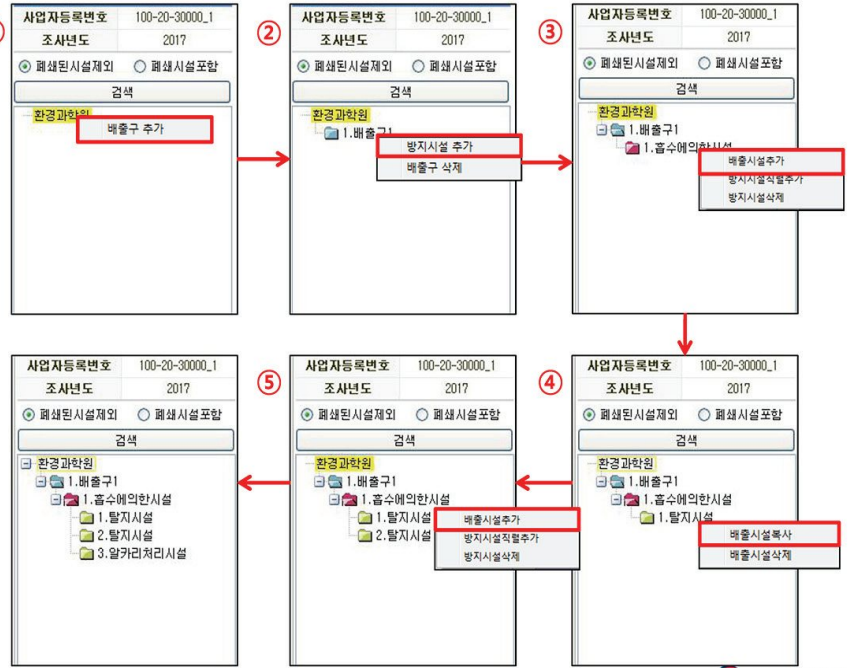 사업자등록번호 100-20-30000_1
조사년도 2017
폐쇄된시설제외 폐쇄시설포함
검색
환경과학원
배출구 추가
②
사업자등록번호 100-20-30000_1
조사년도 2017
폐쇄된시설제외 폐쇄시설포함
검색
환경과학원
1.배출구1
방지시설 추가
배출구 삭제
③
사업자등록번호 100-20-30000_1
조사년도 2017
폐쇄된시설제외 폐쇄시설포함
검색
환경과학원
1.배출구1
1.흡수에의한시설
배출시설추가
방지시설직렬추가
방지시설삭제
④
사업자등록번호 100-20-30000_1
조사년도 2017
폐쇄된시설제외 폐쇄시설포함
검색
환경과학원
1.배출구1
1.흡수에의한시설
1.탈지시설
배출시설복사
배출시설삭제
⑤
사업자등록번호 100-20-30000_1
조사년도 2017
폐쇄된시설제외 폐쇄시설포함
검색
환경과학원
1.배출구1
1.흡수에의한시설
1.탈지시설
2.탈지시설
배출시설추가
방지시설직렬추가
방지시설삭제
사업자등록번호 100-20-30000_1
조사년도 2017
폐쇄된시설제외 폐쇄시설포함
검색
환경과학원
1.배출구1
1.흡수에의한시설
1.탈지시설
2.탈지시설
3.알카리처리시설